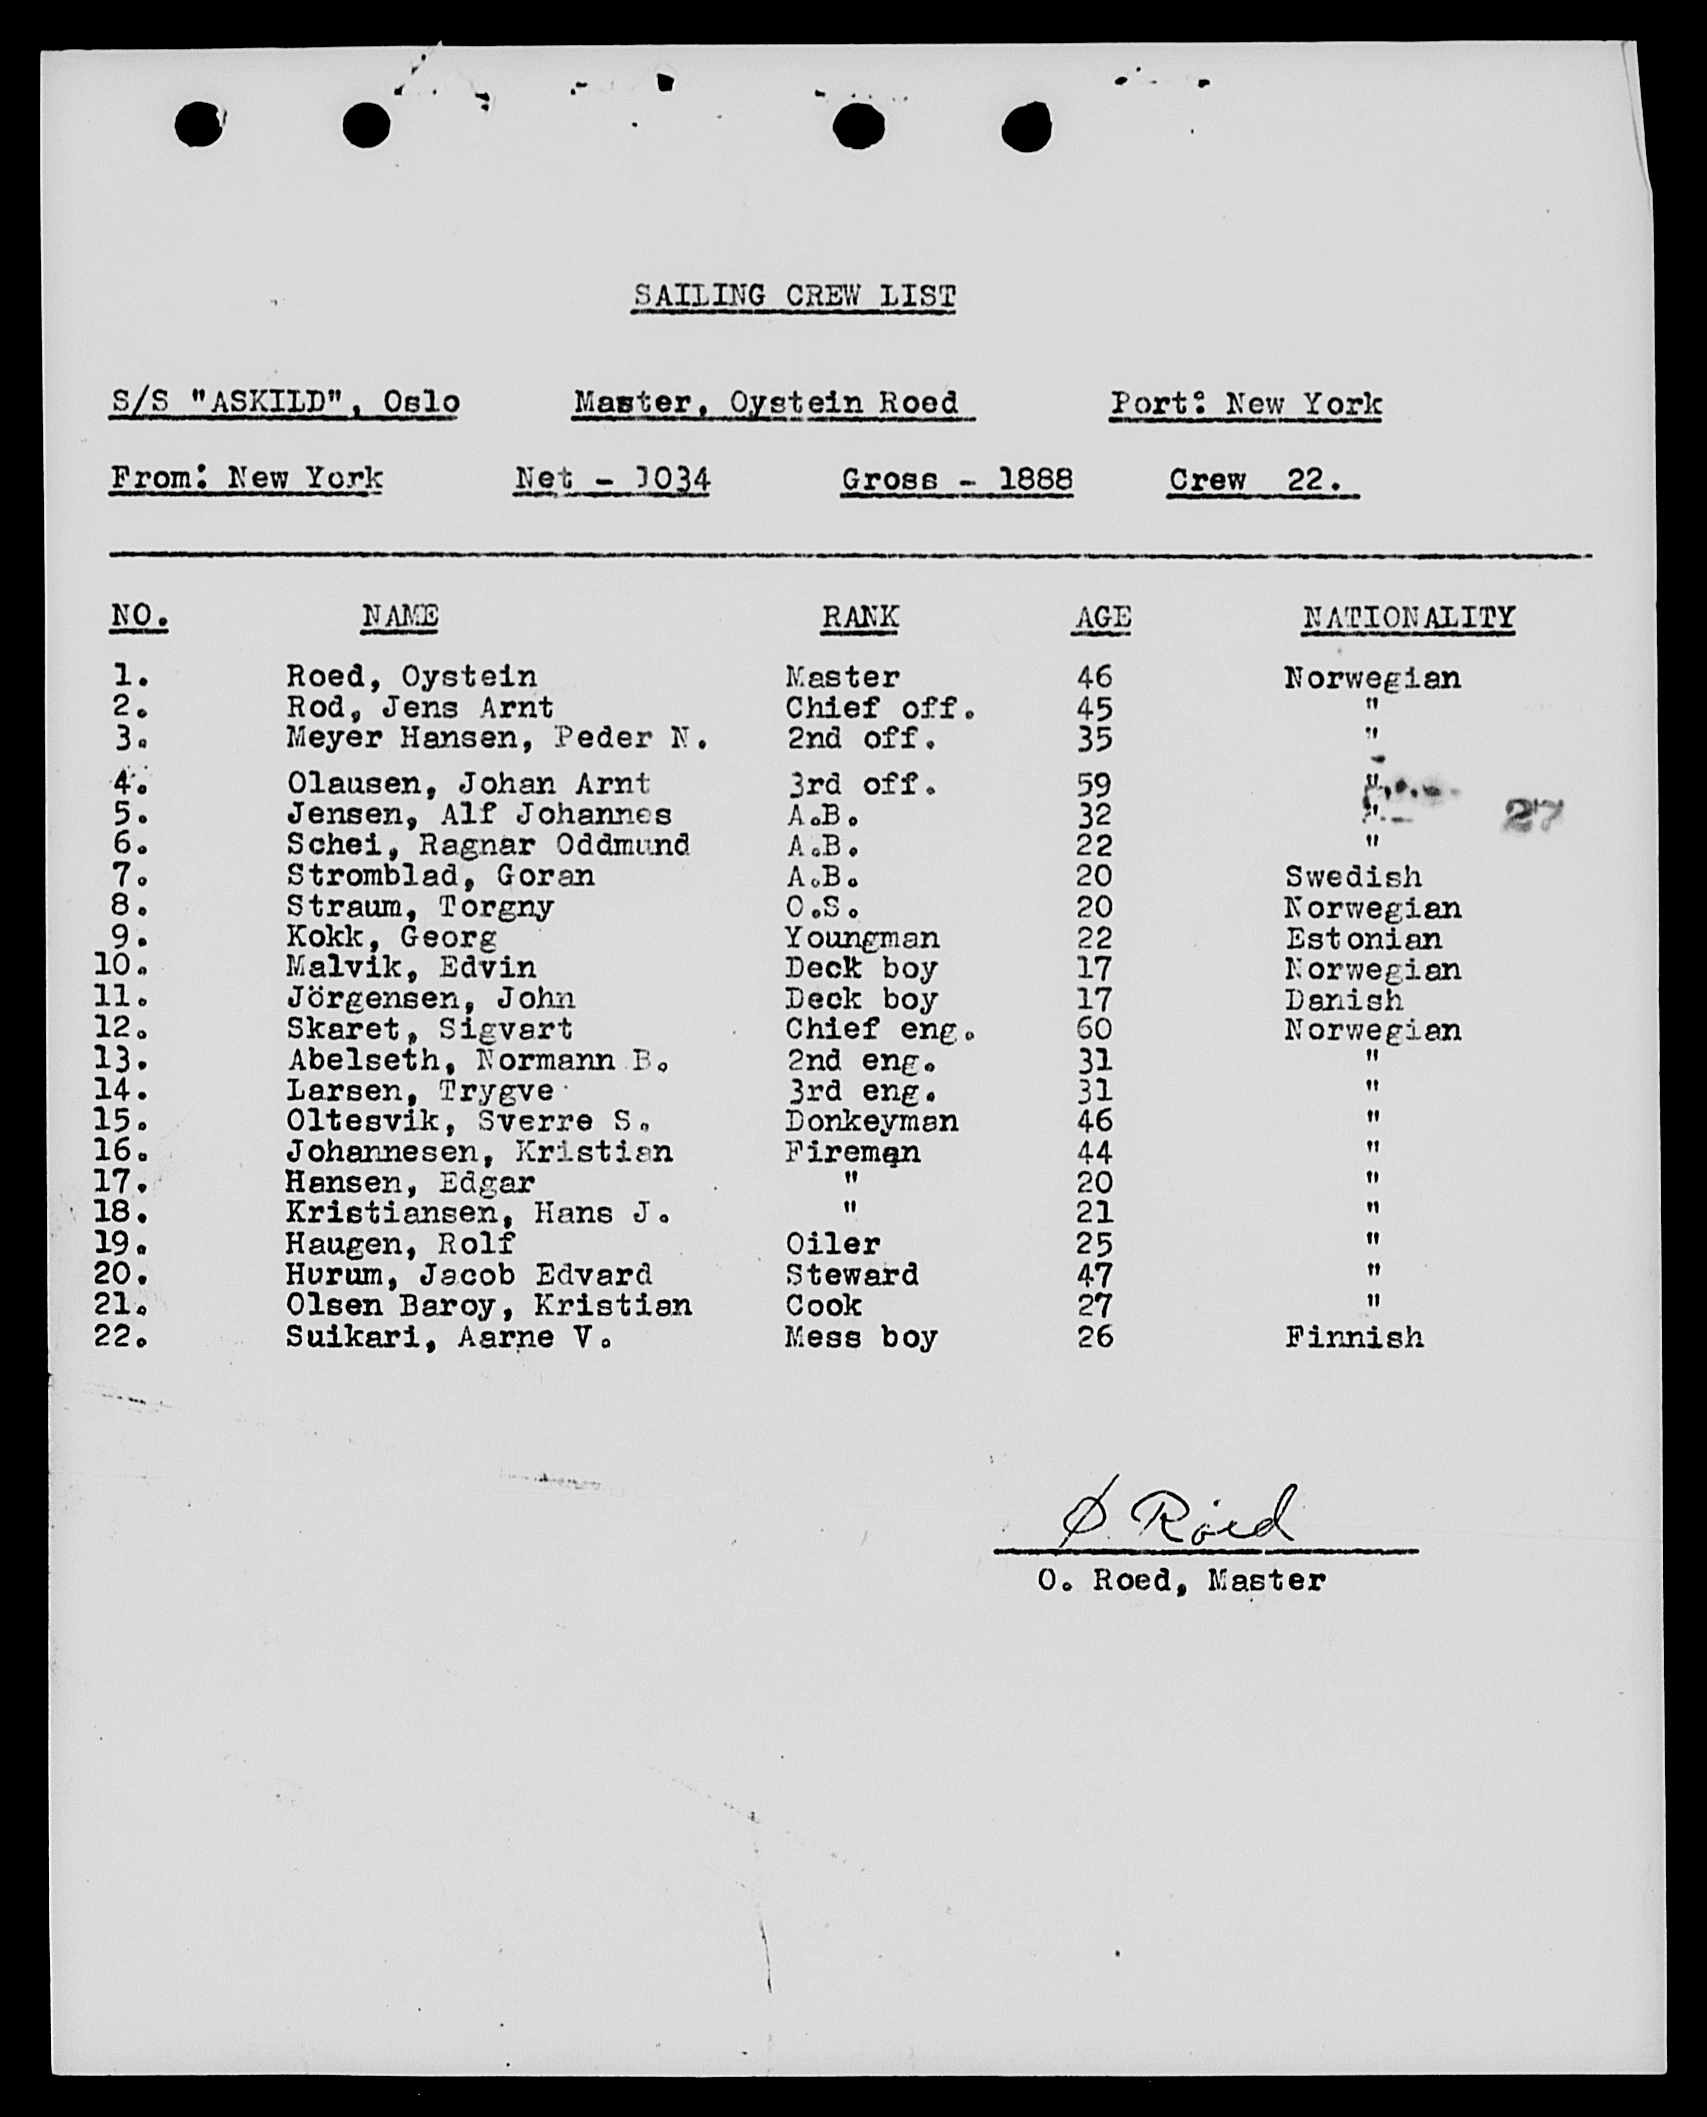 SAILING CREW LIST
S/S "ASKILD", Oslo Master, Oystein Roed Port: New York
From: New York Net - 1034 Gross - 1888 Crew 22.
NO. NAME RANK AGE NATIONALITY
1. Roed, Oystein Master 46 Norwegian
2. Rod, Jens Arnt Chief off. 45 "
3. Meyer Hansen, Peder N. 2nd off. 35 "
4. Olausen, Johan Arnt 3rd off. 59 "
5. Jensen, Alf Johannes A.B. 32 " 27
6. Schei, Ragnar Oddmund A.B. 22 "
7. Stromblad, Goran A.B. 20 Swedish
8. Straum, Torgny O.S. 20 Norwegian
9. Kokk, Georg Youngman 22 Estonian
10. Malvik, Edvin Deck boy 17 Norwegian
11. Jörgensen, John Deck boy 17 Danish
12. Skaret, Sigvart Chief eng. 60 Norwegian
13. Abelseth, Normann B. 2nd eng. 31 "
14. Larsen, Trygve 3rd eng. 31 "
15. Oltesvik, Sverre S. Donkeyman 46 "
16. Johannesen, Kristian Fireman 44 "
17. Hansen, Edgar " 20 "
18. Kristiansen, Hans J. " 21 "
19. Haugen, Rolf Oiler 25 "
20. Hurum, Jacob Edvard Steward 47 "
21. Olsen Baroy, Kristian Cook 27 "
22. Suikari, Aarne V. Mess boy 26 Finnish
Ø Röed
O. Roed, Master